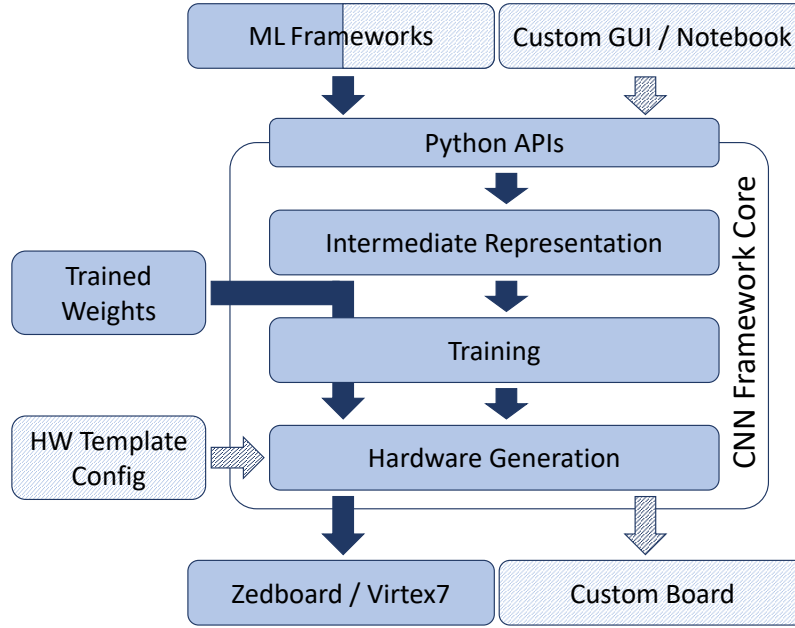 ML Frameworks
Custom GUI / Notebook
Python APIs
Intermediate Representation
Trained
Weights
Training
HW Template
Config
Hardware Generation
CNN Framework Core
Zedboard / Virtex7
Custom Board